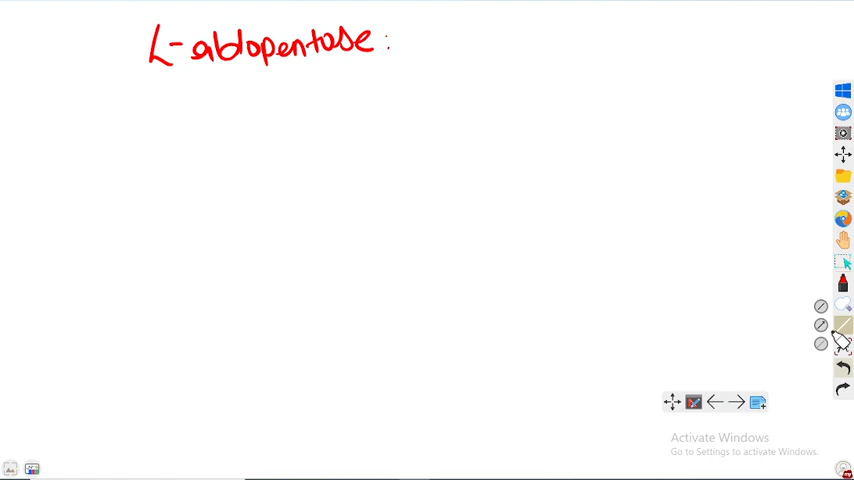 L-aldopentose :
Activate Windows
Go to Settings to activate Windows.